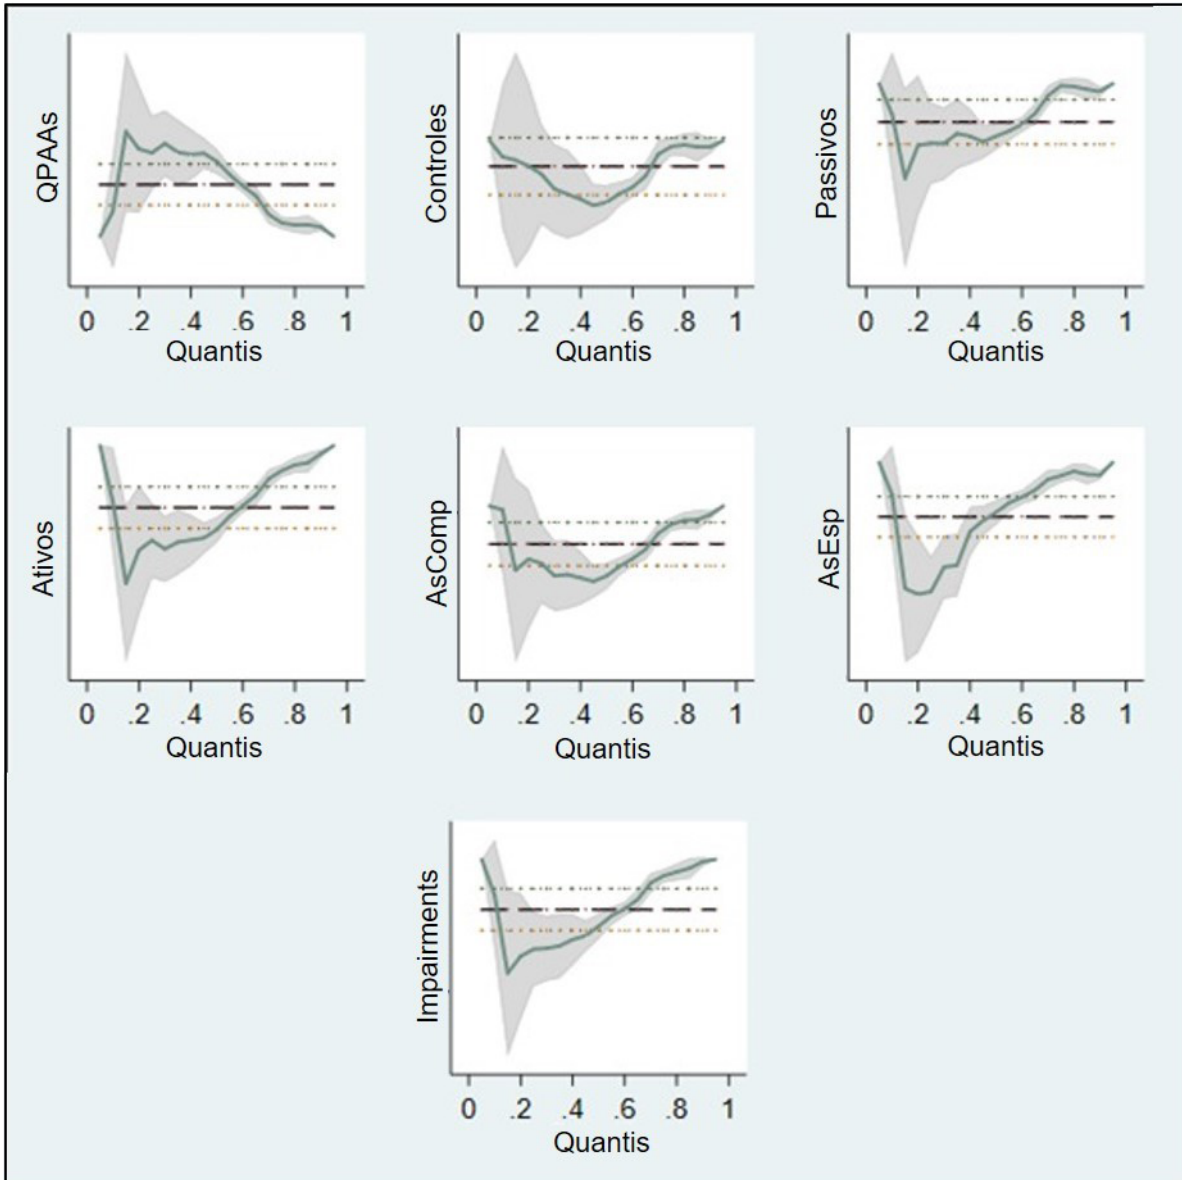 QPAAs
0 .2 .4 .6 .8 1
Quantis
Controles
0 .2 .4 .6 .8 1
Quantis
Passivos
0 .2 .4 .6 .8 1
Quantis
Ativos
0 .2 .4 .6 .8 1
Quantis
AsComp
0 .2 .4 .6 .8 1
Quantis
AsEsp
0 .2 .4 .6 .8 1
Quantis
Impairments
0 .2 .4 .6 .8 1
Quantis